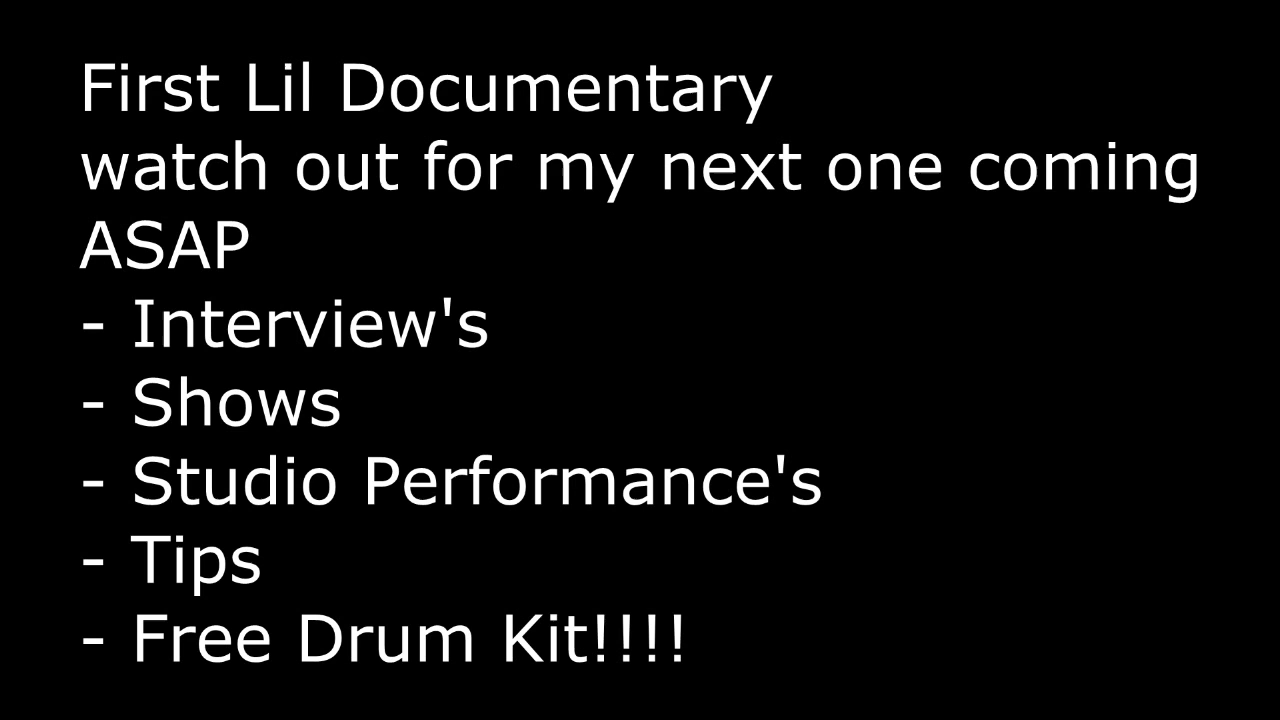 First Lil Documentary
watch out for my next one coming
ASAP
- Interview's
- Shows
- Studio Performance's
- Tips
- Free Drum Kit!!!!